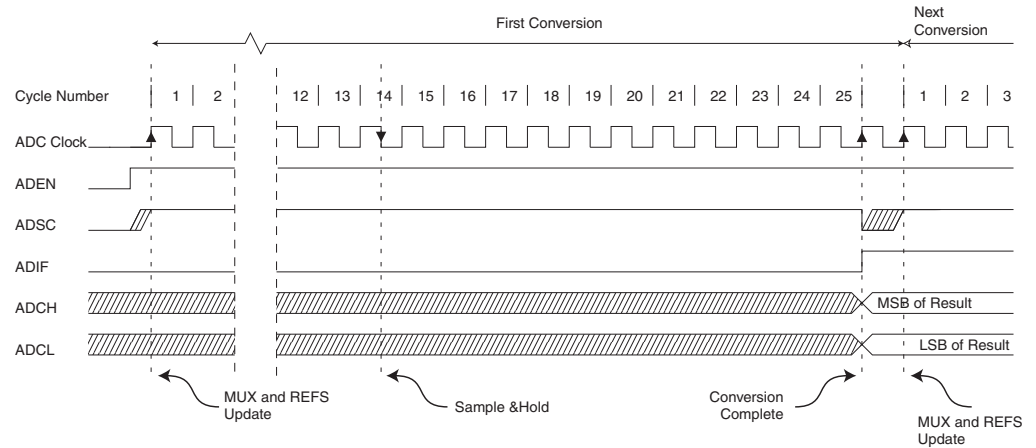 First Conversion
Next
Conversion
Cycle Number 1 2 12 13 14 15 16 17 18 19 20 21 22 23 24 25 1 2 3
ADC Clock
ADEN
ADSC
ADIF
ADCH
MSB of Result
ADCL
LSB of Result
MUX and REFS
Update
Sample &Hold
Conversion
Complete
MUX and REFS
Update